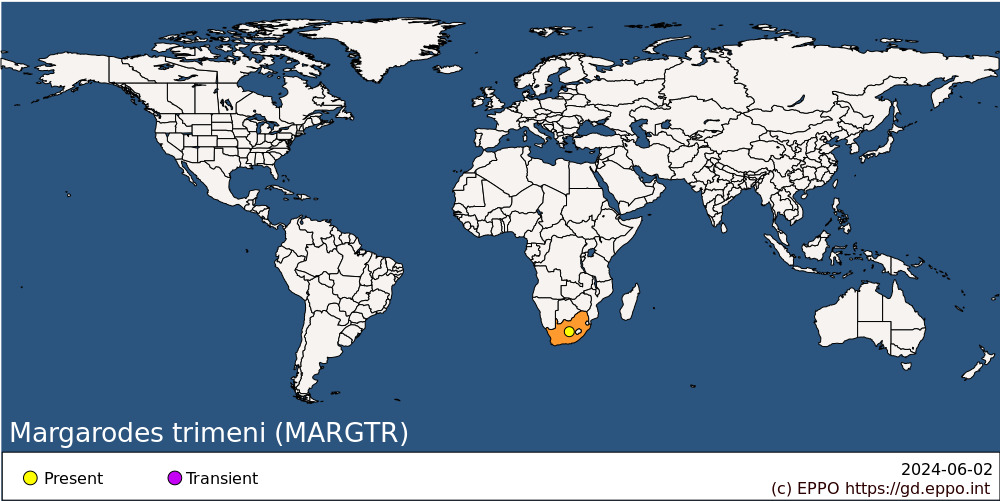 Margarodes trimeni (MARGTR)
Present
Transient
2024-06-02
(c) EPPO https://gd.eppo.int